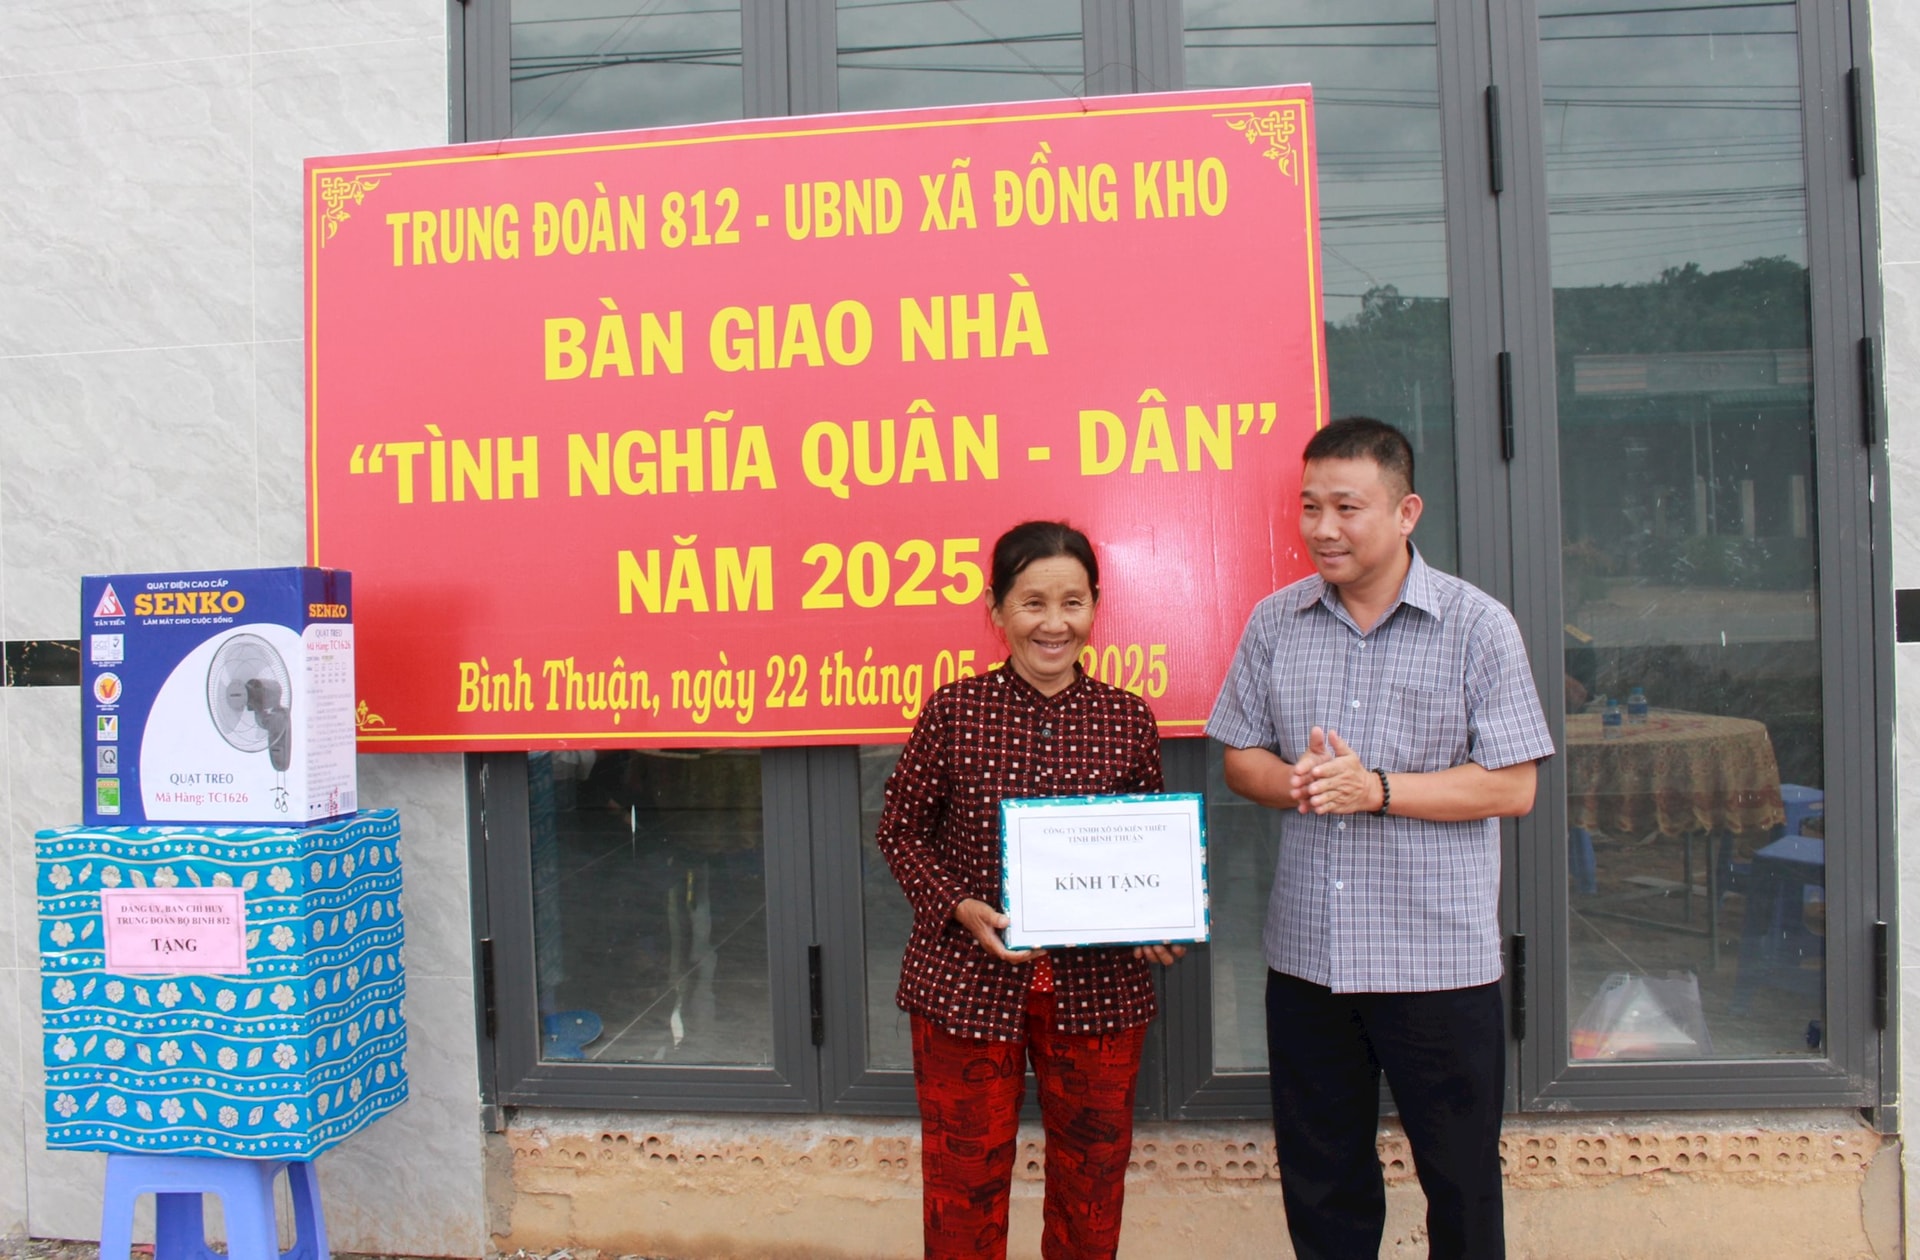 TRUNG ĐOÀN 812 - UBND XÃ ĐỒNG KHO
BÀN GIAO NHÀ
“TÌNH NGHĨA QUÂN - DÂN”
NĂM 2025
Bình Thuận, ngày 22 tháng 05 2025
QUẠT ĐIỆN CAO CẤP
SENKO
LÀM MÁT CHO CUỘC SỐNG
TÂN TIẾN
QUẠT TREO
Mã Hàng: TC1626
SENKO
QUẠT TREO
Mã Hàng: TC1626
ĐẢNG ỦY, BAN CHỈ HUY
TRUNG ĐOÀN BỘ BINH 812
TẶNG
CÔNG TY TNHH XỔ SỐ KIẾN THIẾT
TỈNH BÌNH THUẬN
KÍNH TẶNG